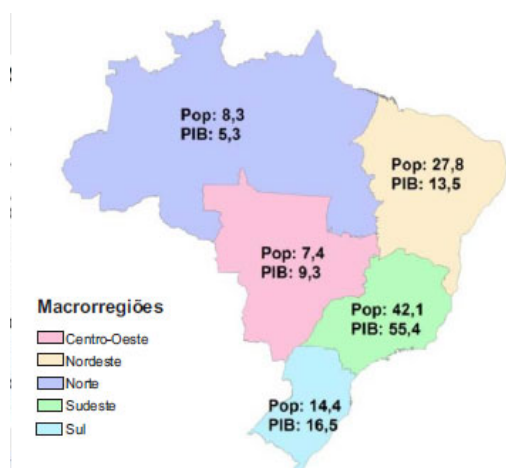 Pop: 8,3
PIB: 5,3
Pop: 27,8
PIB: 13,5
Pop: 7,4
PIB: 9,3
Pop: 42,1
PIB: 55,4
Pop: 14,4
PIB: 16,5
Macrorregiões
Centro-Oeste
Nordeste
Norte
Sudeste
Sul